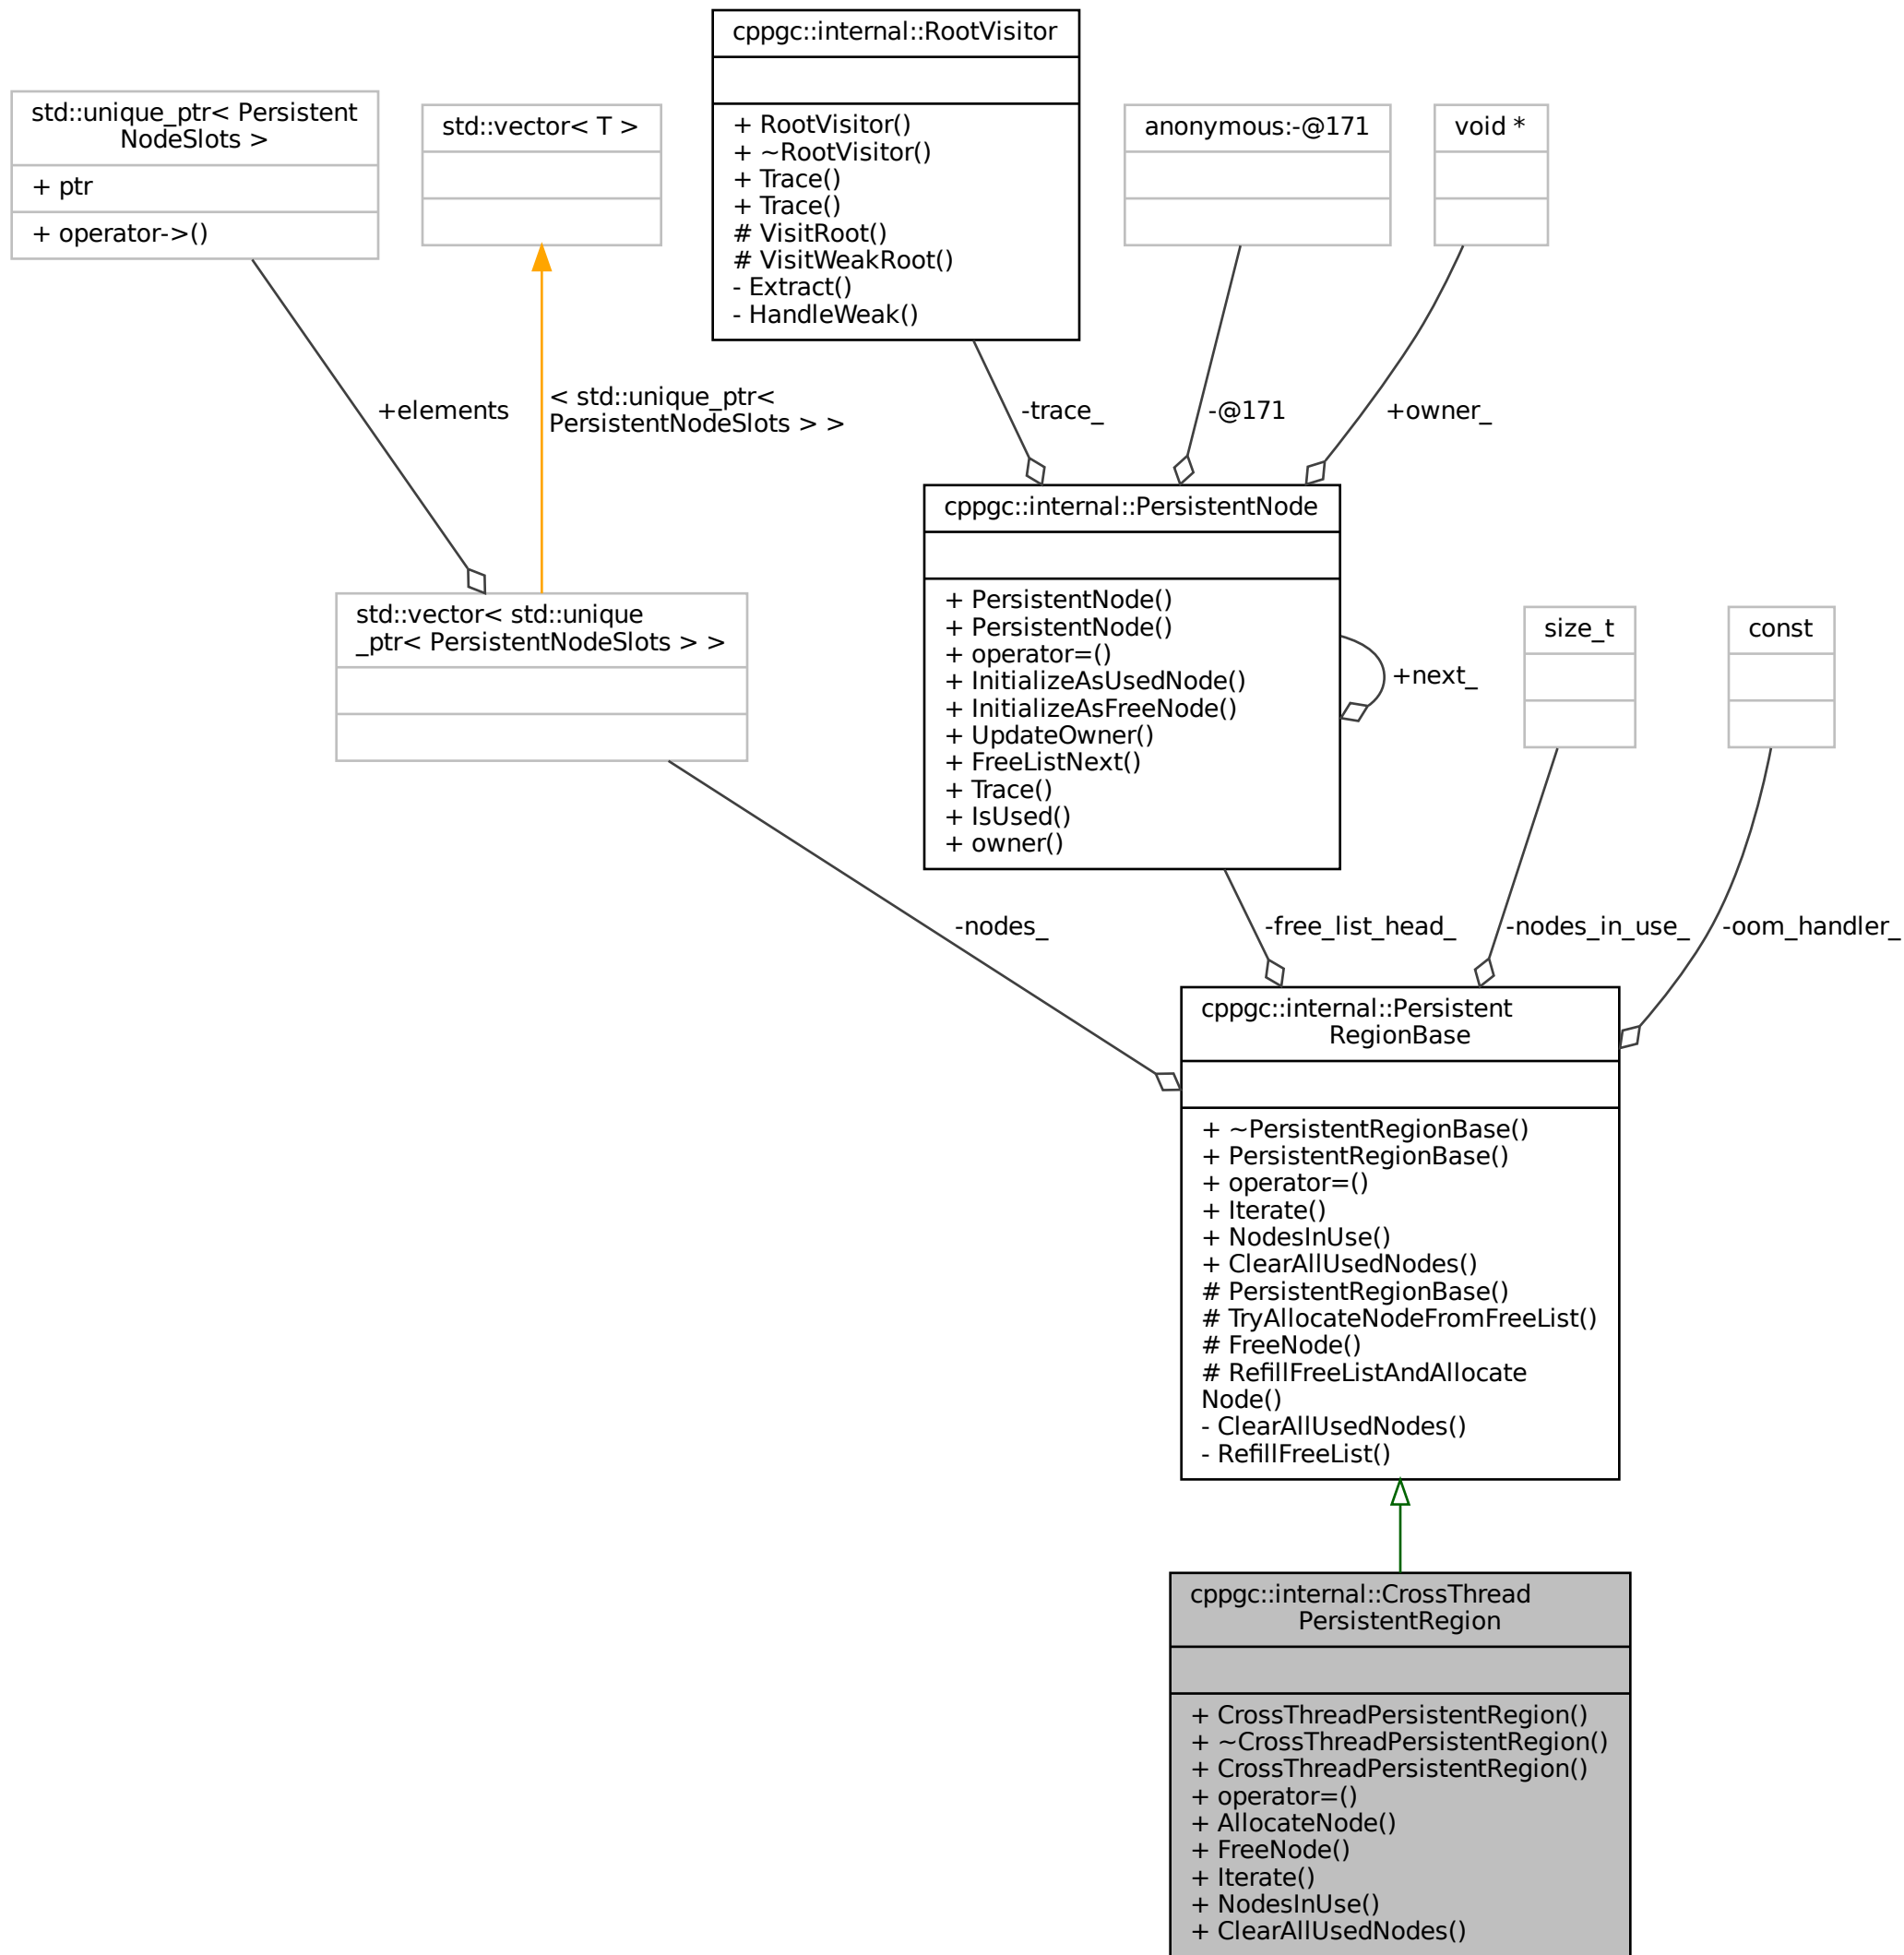 cppgc::internal::RootVisitor
+ RootVisitor()
+ ~RootVisitor()
+ Trace()
+ Trace()
# VisitRoot()
# VisitWeakRoot()
- Extract()
- HandleWeak()
std::unique_ptr< Persistent
NodeSlots >
+ ptr
+ operator->()
std::vector< T >
anonymous:-@171
void *
+elements
< std::unique_ptr<
PersistentNodeSlots > >
-trace_
-@171
+owner_
cppgc::internal::PersistentNode
+ PersistentNode()
+ PersistentNode()
+ operator=()
+ InitializeAsUsedNode()
+ InitializeAsFreeNode()
+ UpdateOwner()
+ FreeListNext()
+ Trace()
+ IsUsed()
+ owner()
+next_
std::vector< std::unique
_ptr< PersistentNodeSlots > >
size_t
const
-nodes_
-free_list_head_
-nodes_in_use_
-oom_handler_
cppgc::internal::Persistent
RegionBase
+ ~PersistentRegionBase()
+ PersistentRegionBase()
+ operator=()
+ Iterate()
+ NodesInUse()
+ ClearAllUsedNodes()
# PersistentRegionBase()
# TryAllocateNodeFromFreeList()
# FreeNode()
# RefillFreeListAndAllocate
Node()
- ClearAllUsedNodes()
- RefillFreeList()
cppgc::internal::CrossThread
PersistentRegion
+ CrossThreadPersistentRegion()
+ ~CrossThreadPersistentRegion()
+ CrossThreadPersistentRegion()
+ operator=()
+ AllocateNode()
+ FreeNode()
+ Iterate()
+ NodesInUse()
+ ClearAllUsedNodes()